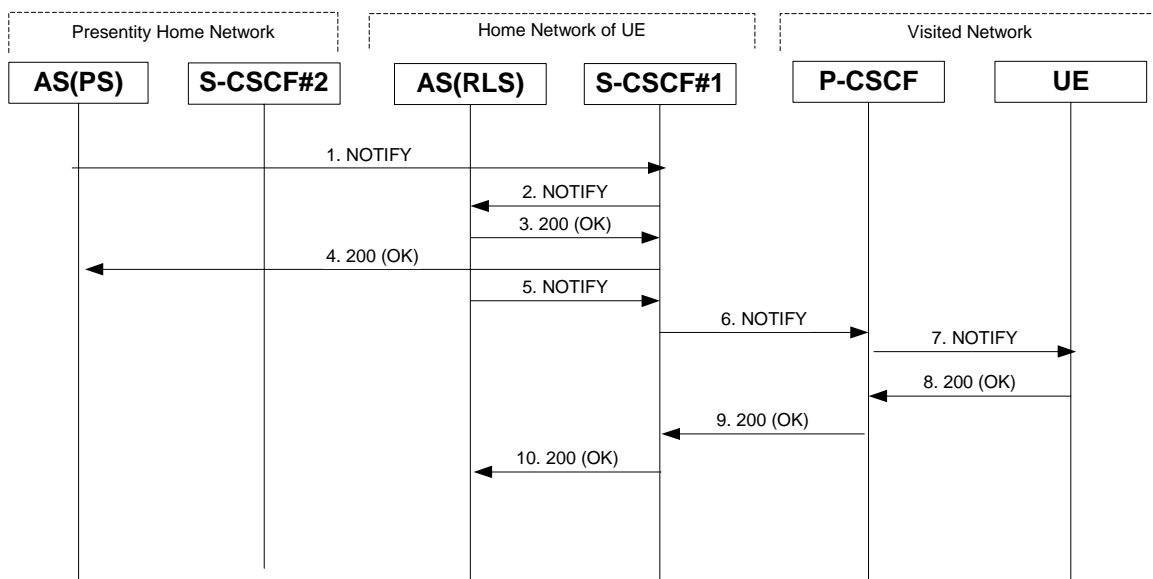 Presentity Home Network
Home Network of UE
Visited Network
AS(PS)
S-CSCF#2
AS(RLS)
S-CSCF#1
P-CSCF
UE
1. NOTIFY
2. NOTIFY
3. 200 (OK)
4. 200 (OK)
5. NOTIFY
6. NOTIFY
7. NOTIFY
8. 200 (OK)
9. 200 (OK)
10. 200 (OK)